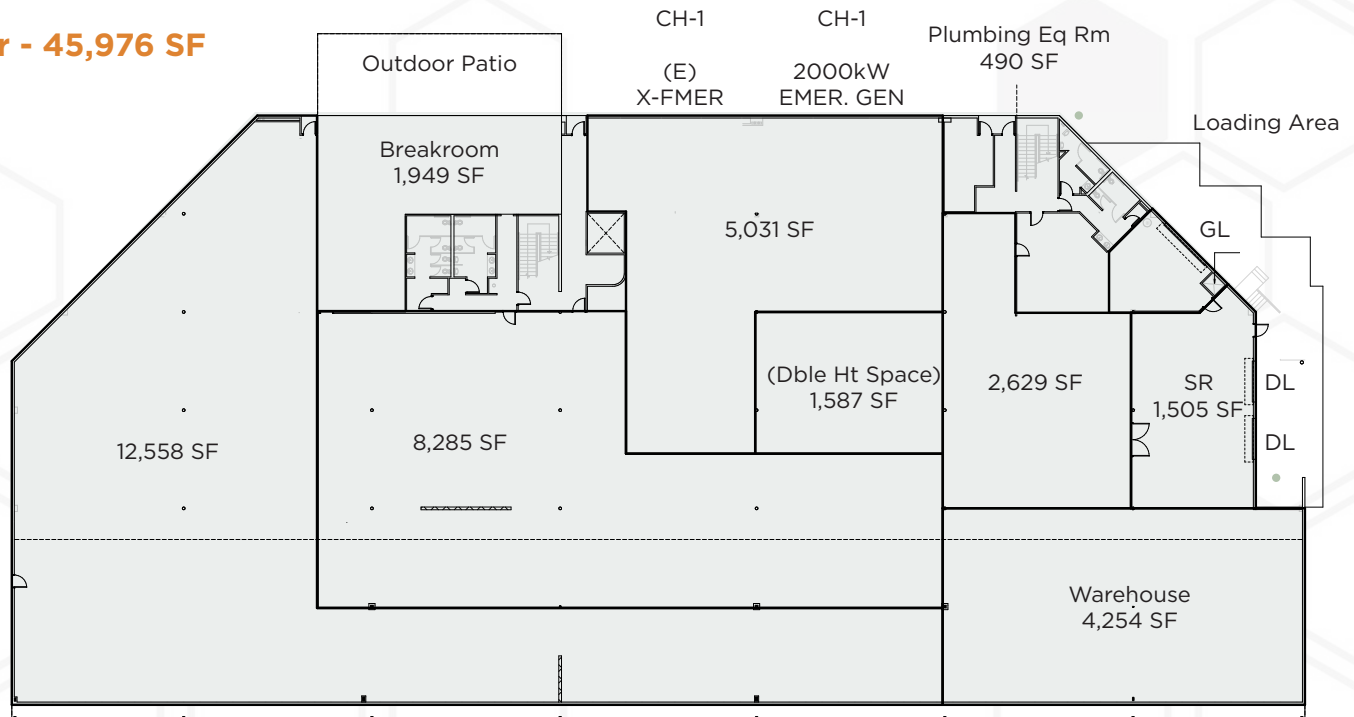 r - 45,976 SF
CH-1
CH-1
Outdoor Patio
(E)
X-FMER
2000kW
EMER. GEN
Plumbing Eq Rm
490 SF
Loading Area
Breakroom
1,949 SF
5,031 SF
GL
(Dble Ht Space)
1,587 SF
2,629 SF
SR
1,505 SF
DL
DL
12,558 SF
8,285 SF
Warehouse
4,254 SF